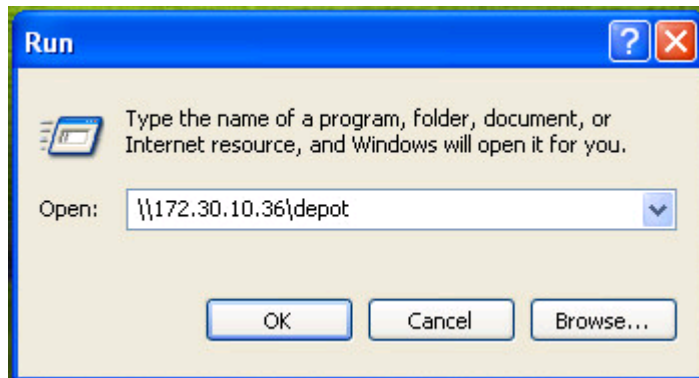 Run
Type the name of a program, folder, document, or
Internet resource, and Windows will open it for you.
Open: \\172.30.10.36\depot
OK Cancel Browse...